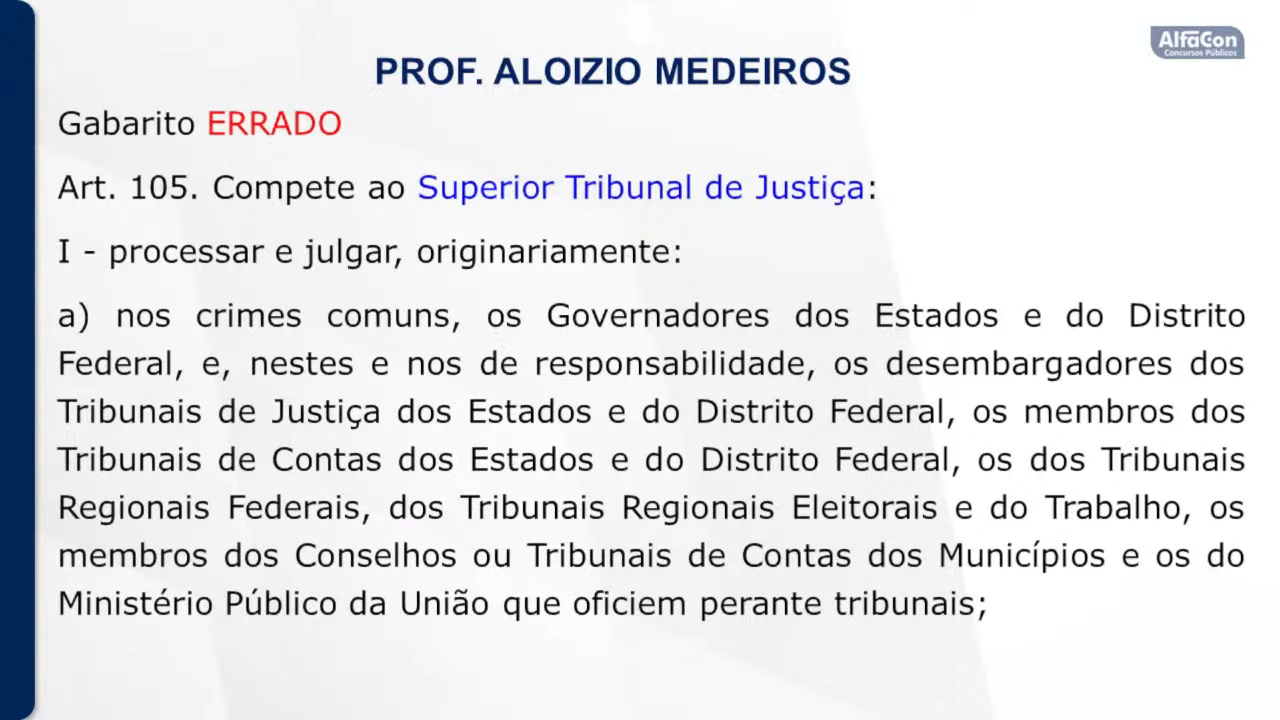 AlfaCon
Concursos Públicos
PROF. ALOIZIO MEDEIROS
Gabarito ERRADO
Art. 105. Compete ao Superior Tribunal de Justiça:
I - processar e julgar, originariamente:
a) nos crimes comuns, os Governadores dos Estados e do Distrito
Federal, e, nestes e nos de responsabilidade, os desembargadores dos
Tribunais de Justiça dos Estados e do Distrito Federal, os membros dos
Tribunais de Contas dos Estados e do Distrito Federal, os dos Tribunais
Regionais Federais, dos Tribunais Regionais Eleitorais e do Trabalho, os
membros dos Conselhos ou Tribunais de Contas dos Municípios e os do
Ministério Público da União que oficiem perante tribunais;